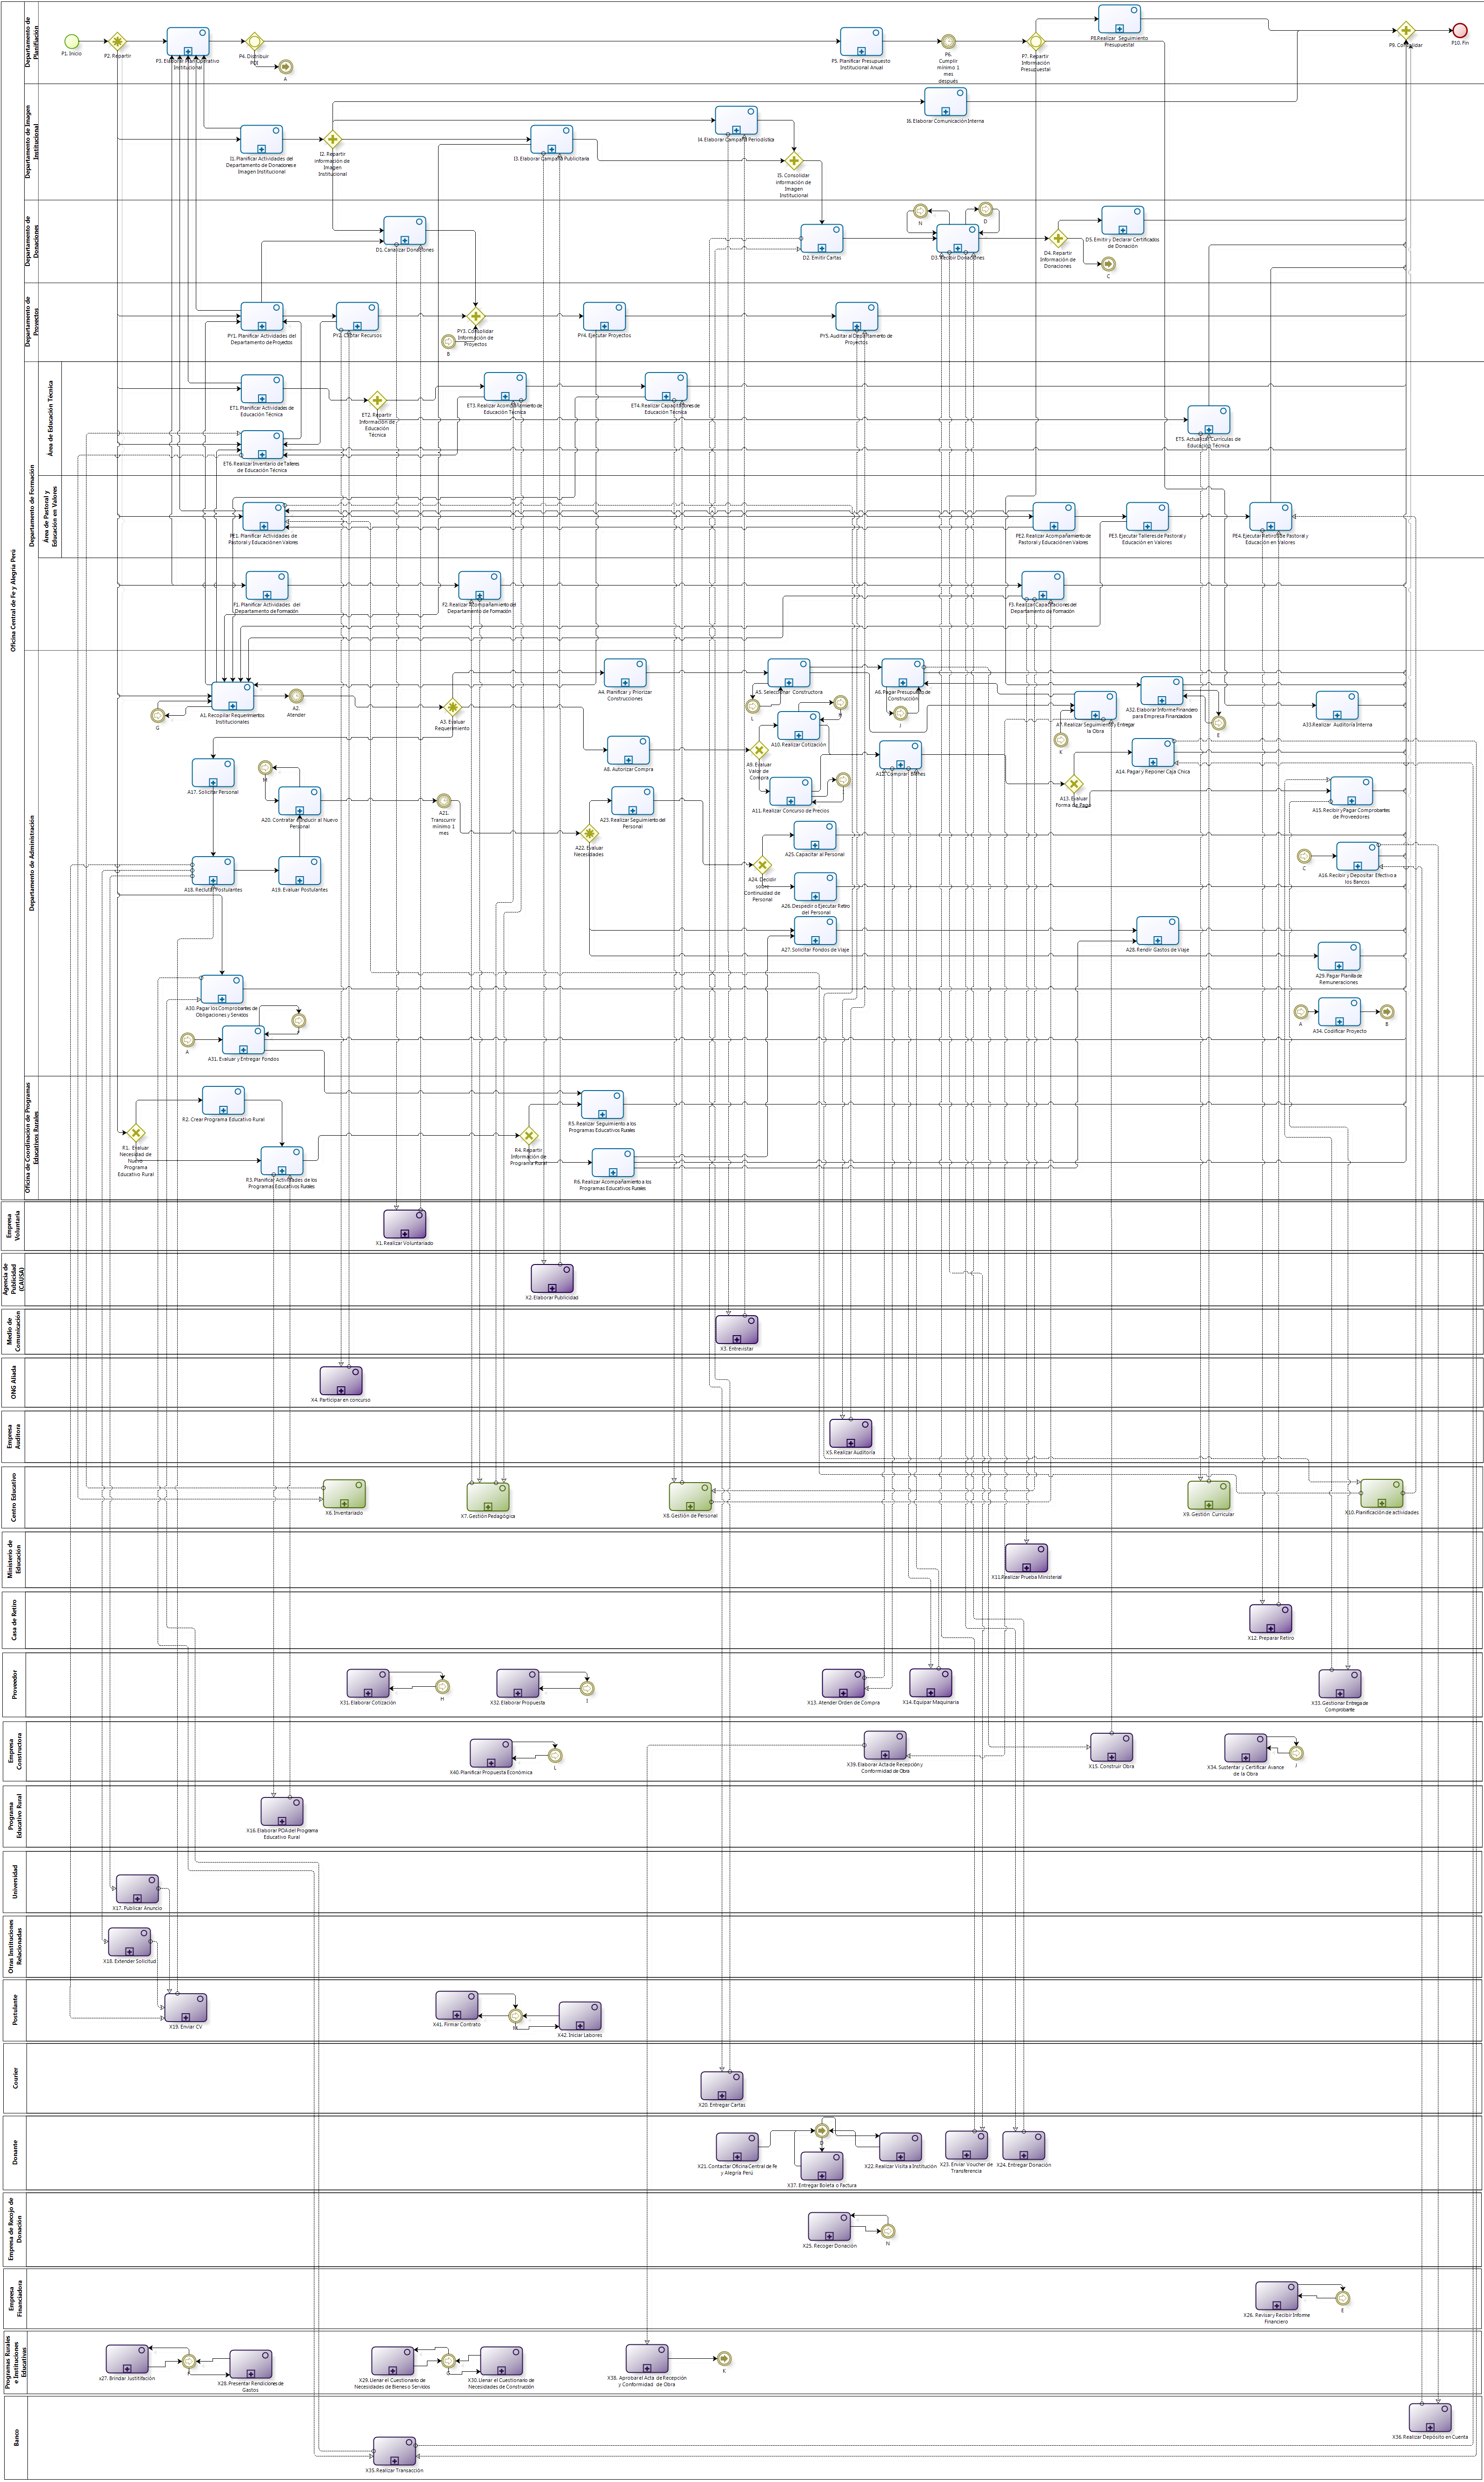 Oficina Central de Fe y Alegría Perú
Departamento de
Planifiación
P1. Inicio
P2. Repartir
P3. Elaborar Plan Operativo
Institucional
P4. Distribuir
POI
A
P5. Planificar Presupuesto
Institucional Anual
P6.
Cumplir
mínimo 1
mes
después
P7. Repartir
Información
Presupuestal
P8.Realizar Seguimiento
Presupuestal
P9. Consolidar
P10. Fin
Departamento de Imagen
Institucional
I1. Planificar Actividades del
Departamento de Donaciones e
Imagen Institucional
I2. Repartir
Información de
Imagen
Institucional
I3. Elaborar Campaña Publicitaria
I4. Elaborar Campaña Periodística
I5. Consolidar
información de
Imagen
Institucional
I6. Elaborar Comunicación Interna
Departamento de
Donaciones
D1. Canalizar Donaciones
D2. Emitir Cartas
N
D
D3. Recibir Donaciones
D4. Repartir
Información de
Donaciones
D5. Emitir y Declarar Certificados
de Donación
C
Departamento de
Proyectos
PY1. Planificar Actividades del
Departamento de Proyectos
PY2. Captar Recursos
PY3. Consolidar
Información de
Proyectos
B
PY4. Ejecutar Proyectos
PY5. Auditar al Departamento de
Proyectos
Departamento de Formación
Área de Educación Técnica
ET1. Planificar Actividades de
Educación Técnica
ET2. Repartir
Información de
Educación
Técnica
ET3. Realizar Acompañamiento de
Educación Técnica
ET4. Realizar Capacitaciones de
Educación Técnica
ET5. Actualizar Currículas de
Educación Técnica
ET6. Realizar Inventario de Talleres
de Educación Técnica
Área de Pastoral y
Educación en Valores
PE1. Planificar Actividades de
Pastoral y Educación en Valores
PE2. Realizar Acompañamiento de
Pastoral y Educación en Valores
PE3. Ejecutar Talleres de Pastoral y
Educación en Valores
PE4. Ejecutar Retiros de Pastoral y
Educación en Valores
F1. Planificar Actividades del
Departamento de Formación
F2. Realizar Acompañamiento del
Departamento de Formación
F3. Realizar Capacitaciones del
Departamento de Formación
Departamento de Administración
A1. Recopilar Requerimientos
Institucionales
G
A2.
Atender
A3. Evaluar
Requerimiento
A4. Planificar y Priorizar
Construcciones
A5. Seleccionar Constructora
L
A6. Pagar Presupuesto de
Construcción
J
A7. Realizar Seguimiento y Entregar
la Obra
K
A32. Elaborar Informe Financiero
para Empresa Financiadora
E
A33.Realizar Auditoría Interna
A8. Autorizar Compra
A9. Evaluar
Valor de
Compra
A10. Realizar Cotización
H
A11. Realizar Concurso de Precios
A12. Comprar Bienes
A13. Evaluar
Forma de Pago
A14. Pagar y Reponer Caja Chica
A15. Recibir y Pagar Comprobantes
de Proveedores
A16. Recibir y Depositar Efectivo a
los Bancos
C
A17. Solicitar Personal
A18. Reclutar Postulantes
A19. Evaluar Postulantes
M
A20. Contratar e Inducir al Nuevo
Personal
A21.
Transcurrir
mínimo 1
mes
A22. Evaluar
Necesidades
A23. Realizar Seguimiento del
Personal
A24. Decidir
sobre
Continuidad de
Personal
A25. Capacitar al Personal
A26. Despedir o Ejecutar Retiro
del Personal
A27. Solicitar Fondos de Viaje
A28. Rendir Gastos de Viaje
A29. Pagar Planilla de
Remuneraciones
A30. Pagar los Comprobantes de
Obligaciones y Servicios
A
A31. Evaluar y Entregar Fondos
A
A34. Codificar Proyecto
B
Oficina de Coordinación de Programas
Educativos Rurales
R1. Evaluar
Necesidad de
Nuevo
Programa
Educativo Rural
R2. Crear Programa Educativo Rural
R3. Planificar Actividades de los
Programas Educativos Rurales
R4. Repartir
Información de
Programa Rural
R5. Realizar Seguimiento a los
Programas Educativos Rurales
R6. Realizar Acompañamiento a los
Programas Educativos Rurales
Empresa
Voluntaria
X1. Realizar Voluntariado
Agencia de
Publicidad
(CAUSA)
X2. Elaborar Publicidad
Medio de
Comunicación
X3. Entrevistar
ONG Aliada
X4. Participar en concurso
Empresa
Auditora
X5. Realizar Auditoría
Centro Educativo
X6. Inventariado
X7. Gestión Pedagógica
X8. Gestión de Personal
X9. Gestión Curricular
X10. Planificación de actividades
Ministerio de
Educación
X11.Realizar Prueba Ministerial
Casa de Retiro
X12. Preparar Retiro
Proveedor
X31. Elaborar Cotización
H
X32. Elaborar Propuesta
I
X13. Atender Orden de Compra
X14. Equipar Maquinaria
X33. Gestionar Entrega de
Comprobante
Empresa
Constructora
X40. Planificar Propuesta Económica
L
X39. Elaborar Acta de Recepción y
Conformidad de Obra
X15. Construir Obra
X34. Sustentar y Certificar Avance
de la Obra
J
Programa
Educativo Rural
X16. Elaborar POA del Programa
Educativo Rural
Universidad
X17. Publicar Anuncio
Otras Instituciones
Relacionadas
X18. Extender Solicitud
Postulante
X19. Enviar CV
X41. Firmar Contrato
M
X42. Iniciar Labores
Courier
X20. Entregar Cartas
Donante
X21. Contactar Oficina Central de Fe
y Alegría Perú
D
X37. Entregar Boleta o Factura
X22. Realizar Visita a Institución
X23. Enviar Voucher de
Transferencia
X24. Entregar Donación
Empresa de Recojo de
Donación
X25. Recoger Donación
N
Empresa
Financiadora
X26. Revisar y Recibir Informe
Financiero
E
Programas Rurales
e Instituciones
Educativas
x27. Brindar Justitifación
X28. Presentar Rendiciones de
Gastos
X29. Llenar el Cuestionario de
Necesidades de Bienes o Servidos
G
X30. Llenar el Cuestionario de
Necesidades de Construcción
X38. Aprobar el Acta de Recepción
y Conformidad de Obra
K
Banco
X35. Realizar Transacción
X36. Realizar Depósito en Cuenta